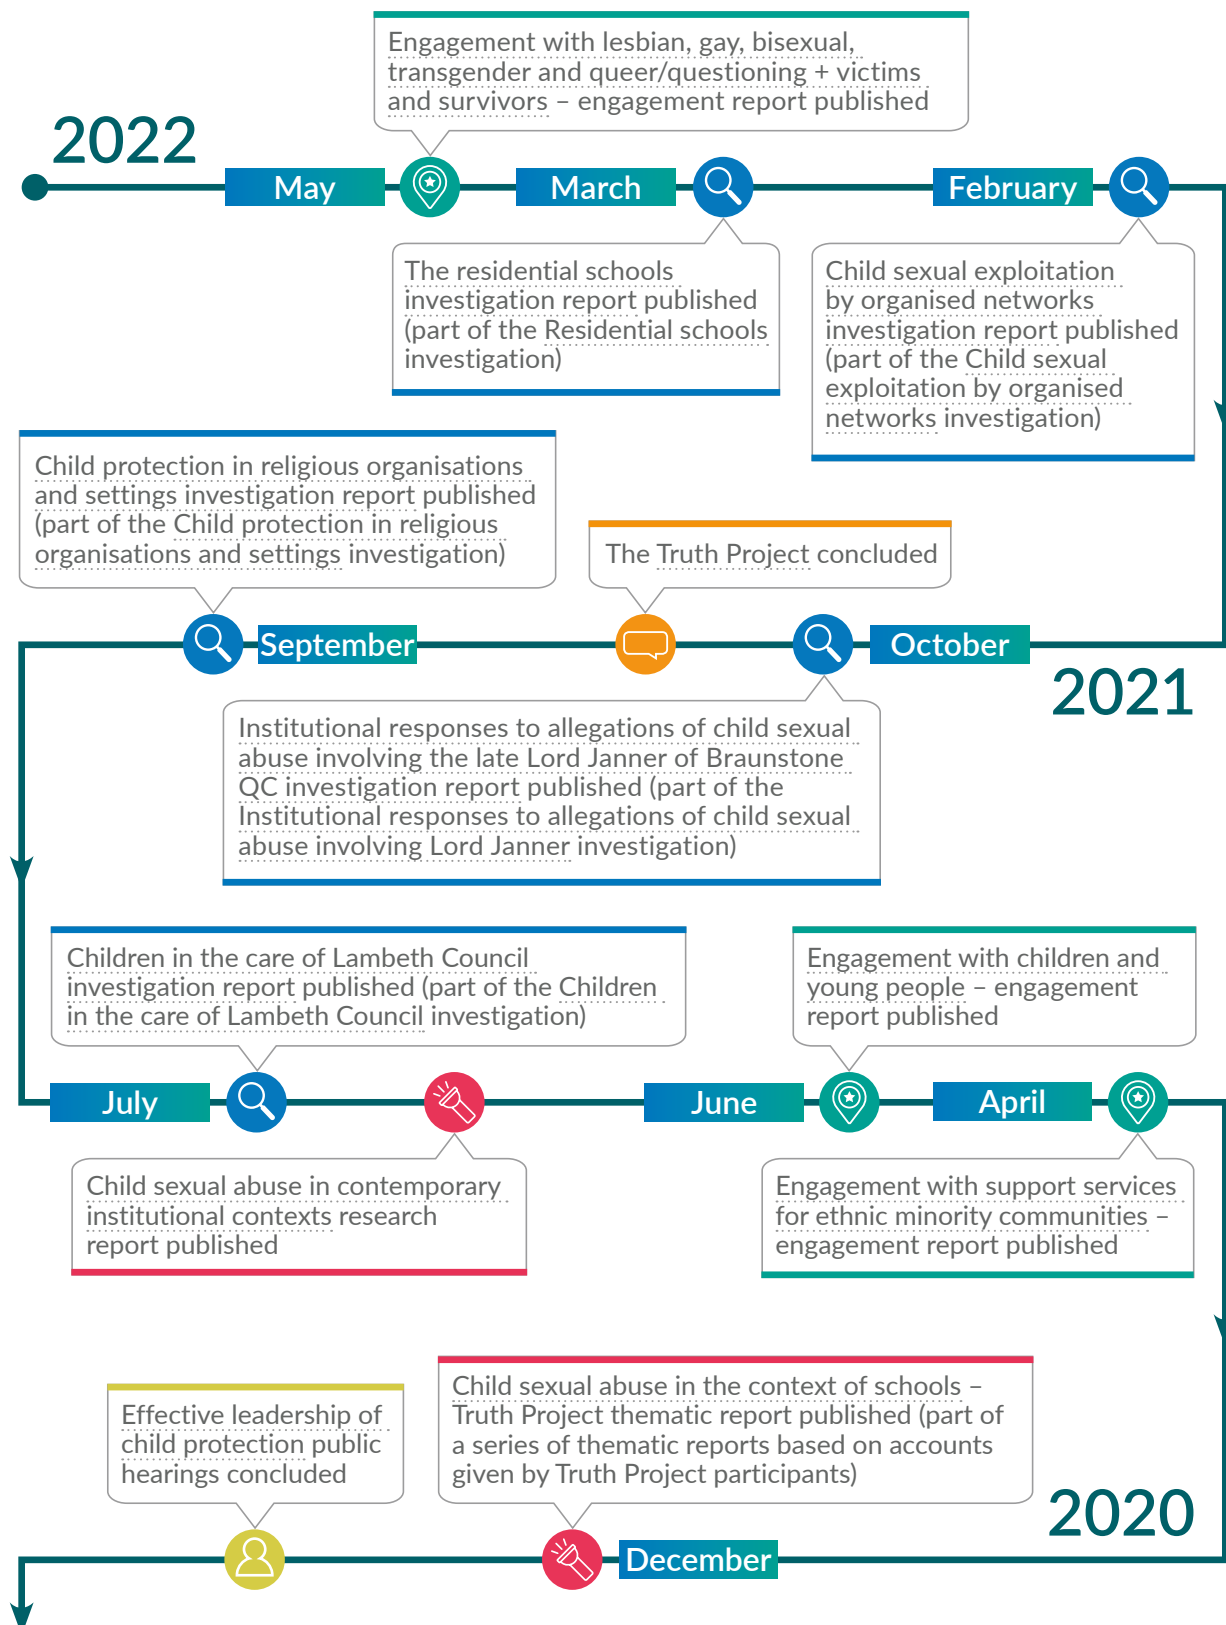 Engagement with lesbian, gay, bisexual,
transgender and queer/questioning + victims
and survivors – engagement report published
2022
May
March
February
The residential schools
investigation report published
(part of the Residential schools
investigation)
Child sexual exploitation
by organised networks
investigation report published
(part of the Child sexual
exploitation by organised
networks investigation)
Child protection in religious organisations
and settings investigation report published
(part of the Child protection in religious
organisations and settings investigation)
The Truth Project concluded
September
October
2021
Institutional responses to allegations of child sexual
abuse involving the late Lord Janner of Braunstone
QC investigation report published (part of the
Institutional responses to allegations of child sexual
abuse involving Lord Janner investigation)
Children in the care of Lambeth Council
investigation report published (part of the Children
in the care of Lambeth Council investigation)
Engagement with children and
young people – engagement
report published
July
June
April
Child sexual abuse in contemporary
institutional contexts research
report published
Engagement with support services
for ethnic minority communities –
engagement report published
Effective leadership of
child protection public
hearings concluded
Child sexual abuse in the context of schools –
Truth Project thematic report published (part of
a series of thematic reports based on accounts
given by Truth Project participants)
2020
December